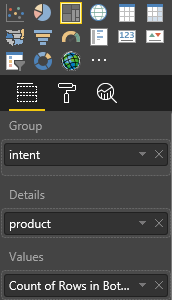 Group
intent
Details
product
Values
Count of Rows in Bot...